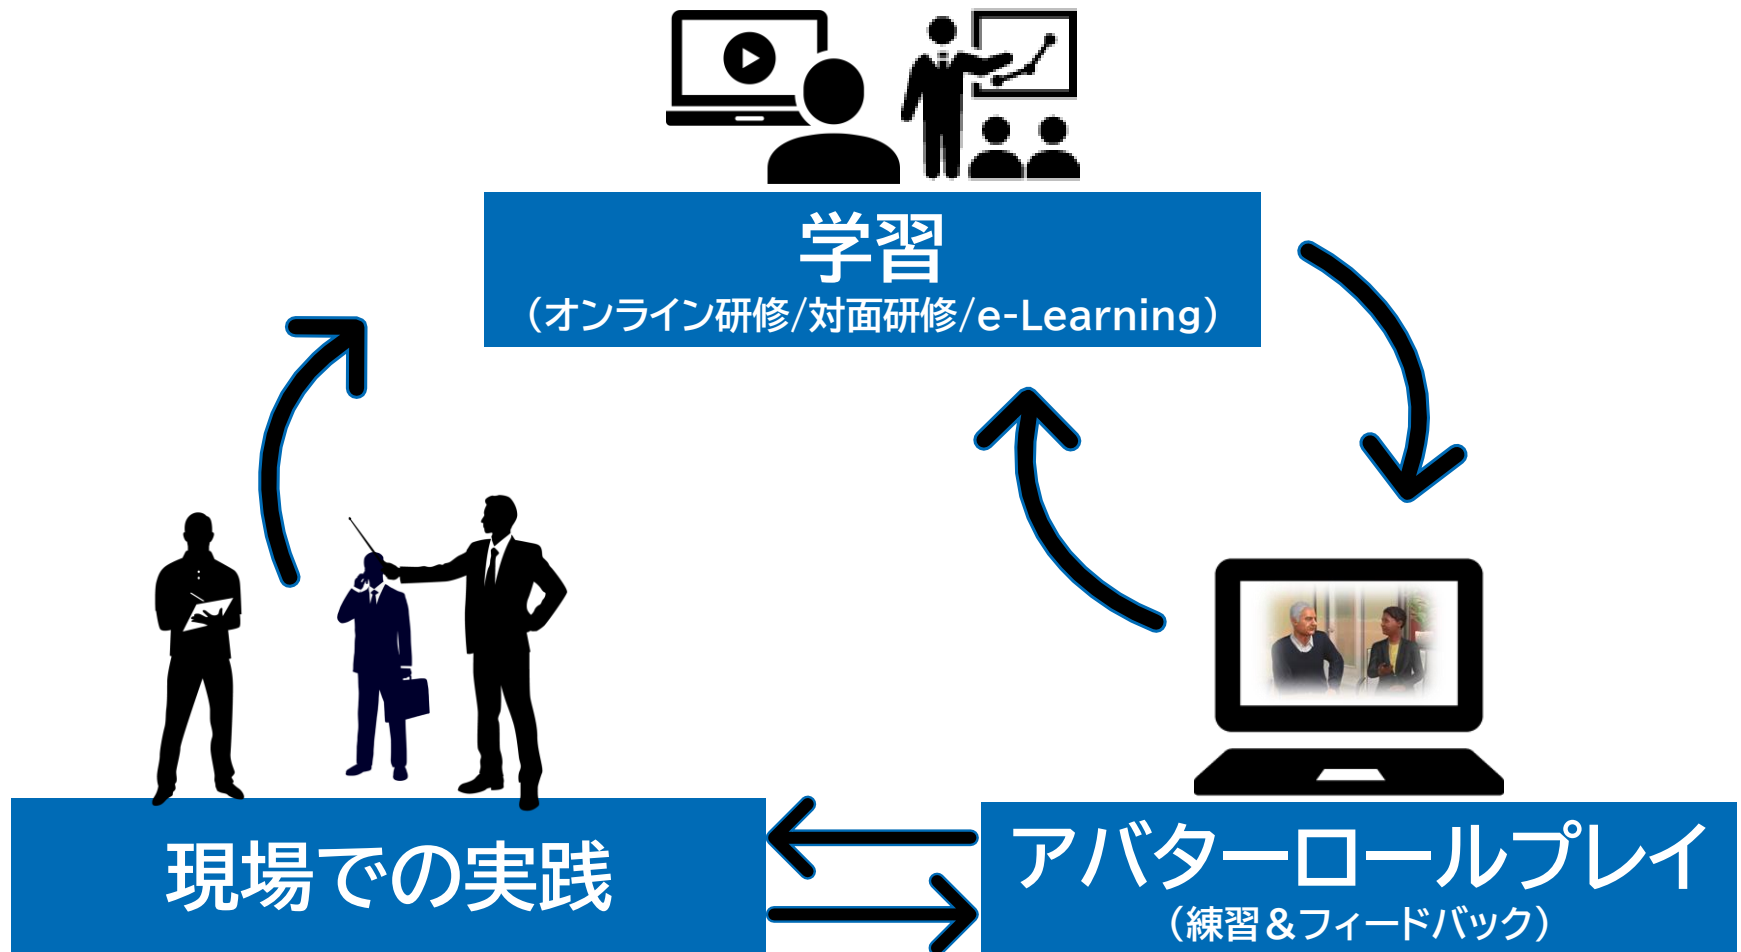 学習
（オンライン研修/対面研修/e-Learning）
現場での実践
アバターロールプレイ
（練習＆フィードバック）